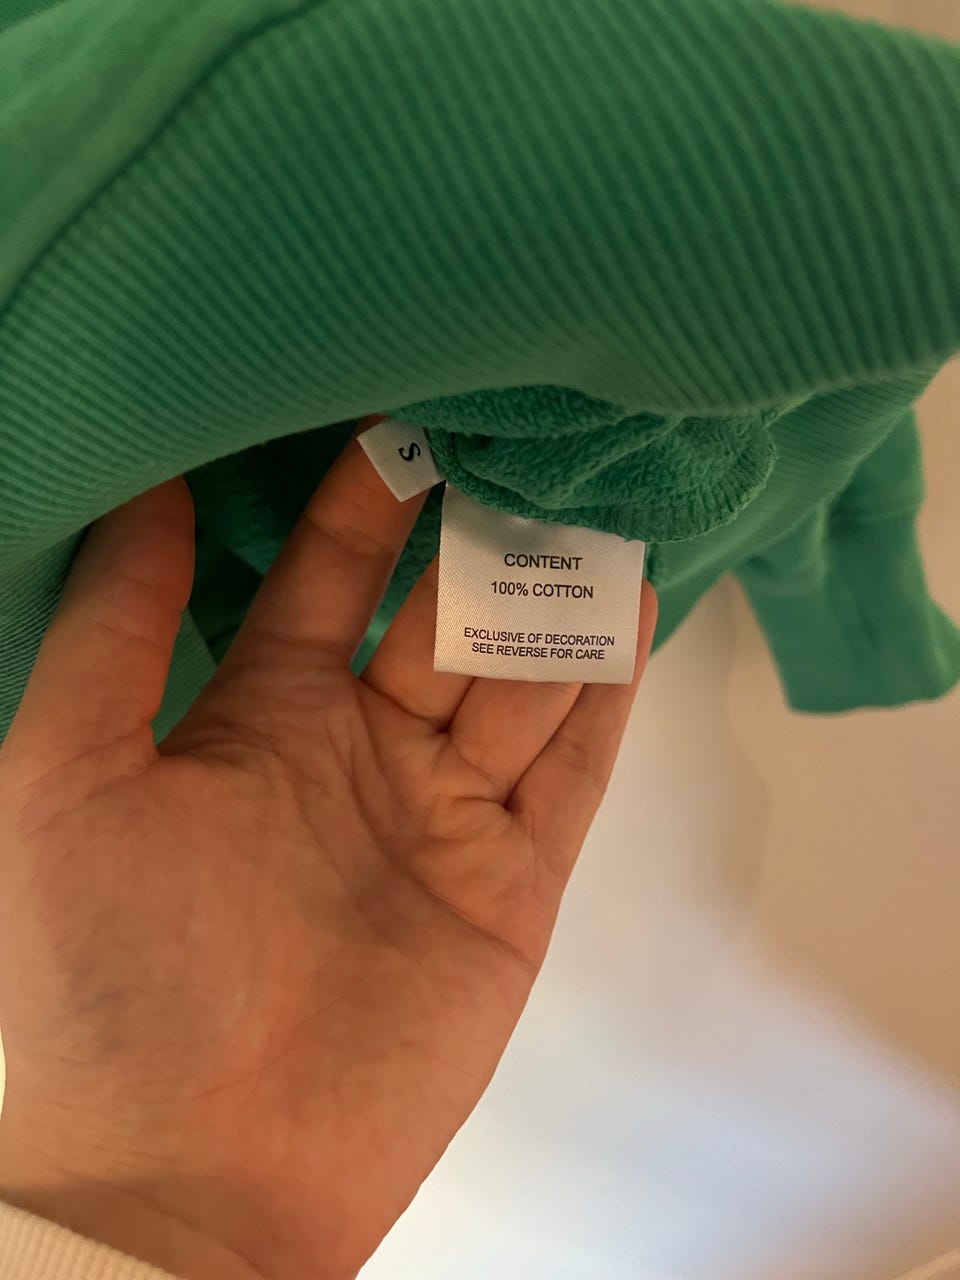 S
CONTENT
100% COTTON
EXCLUSIVE OF DECORATION
SEE REVERSE FOR CARE